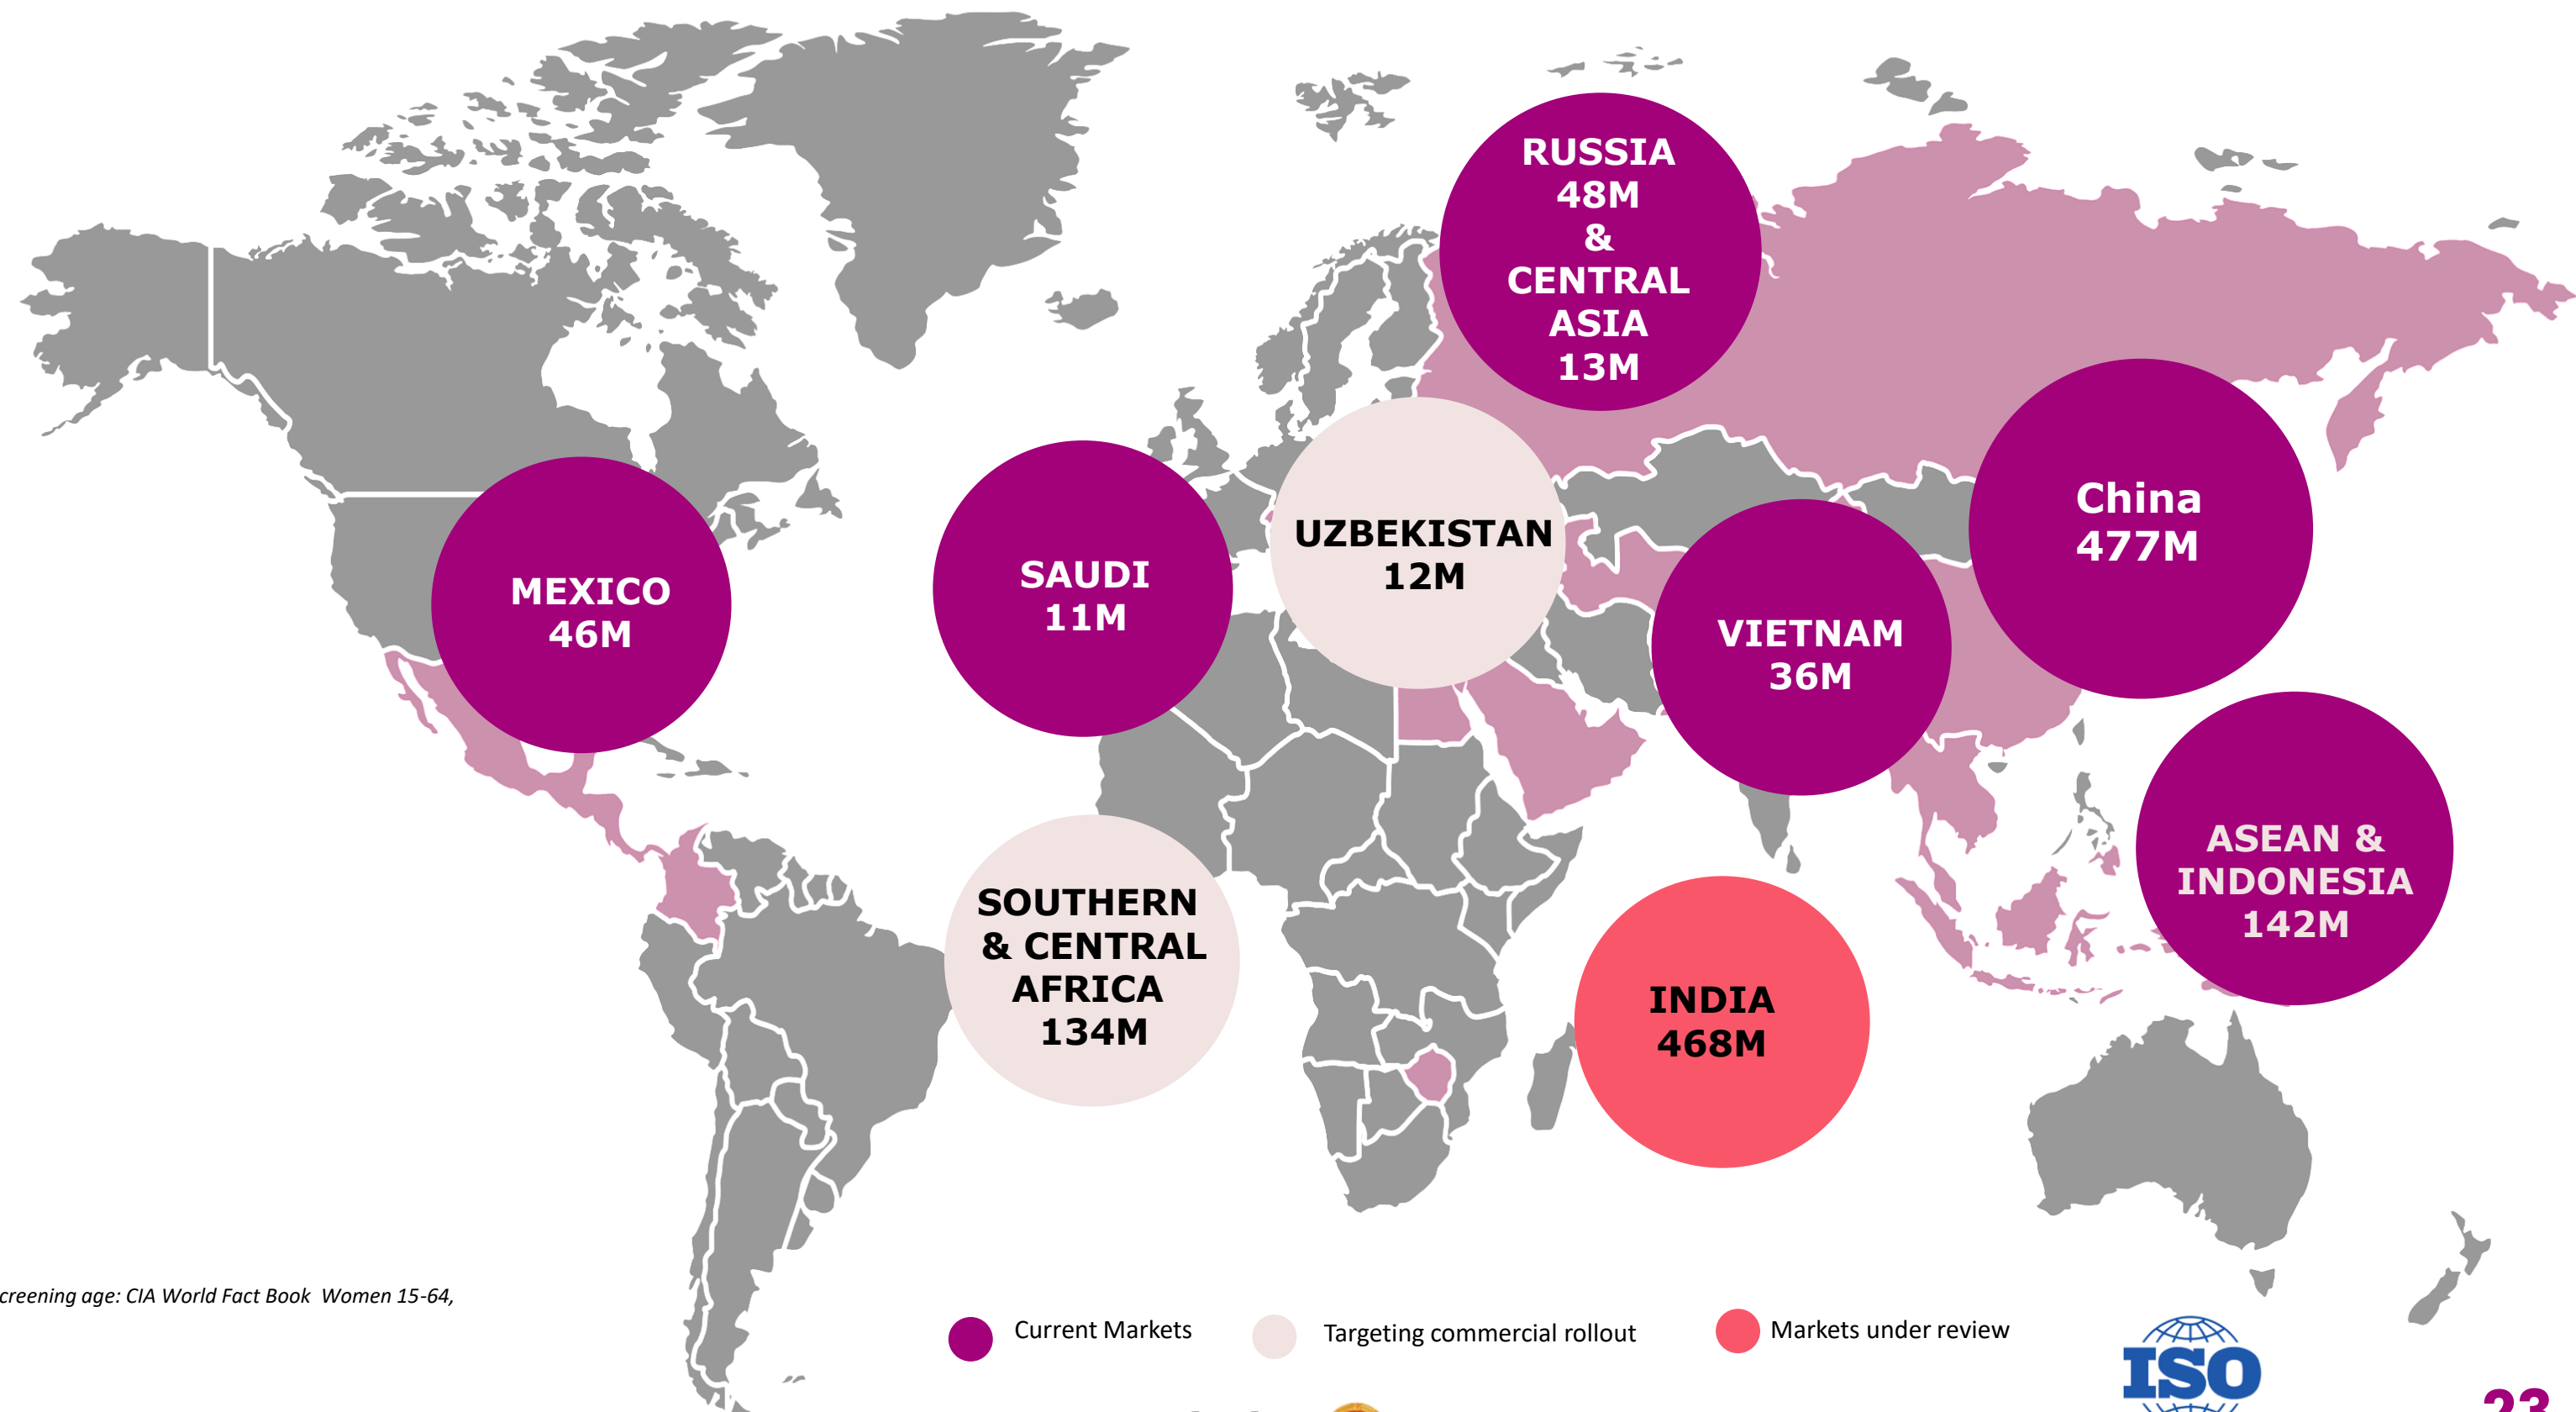 RUSSIA
48M
&
CENTRAL
ASIA
13M
China
477M
MEXICO
46M
SAUDI
11M
UZBEKISTAN
12M
VIETNAM
36M
ASEAN &
INDONESIA
142M
SOUTHERN
& CENTRAL
AFRICA
134M
INDIA
468M
creening age: CIA World Fact Book Women 15-64,
Current Markets
Targeting commercial rollout
Markets under review
ISO
23